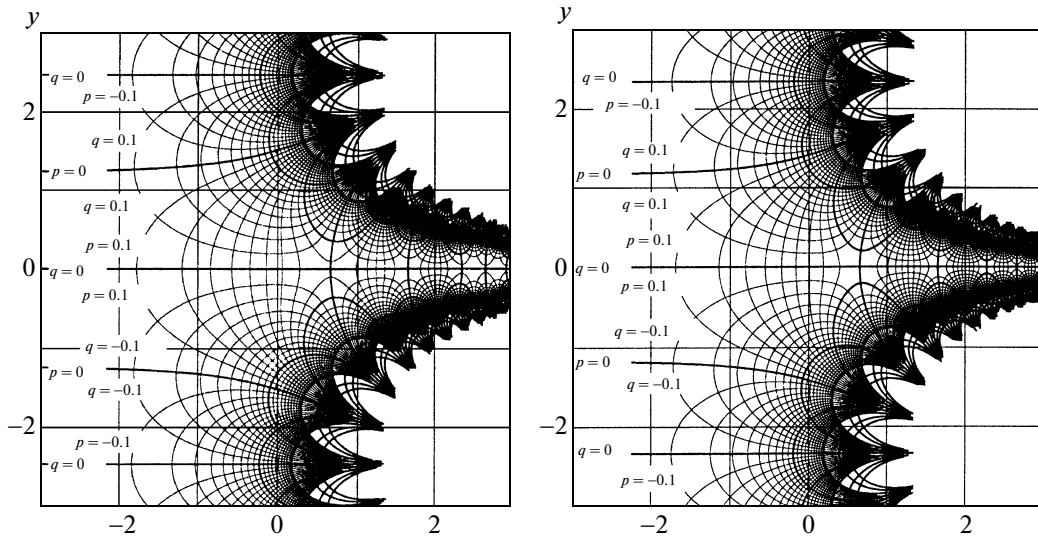 y
q = 0
p = −0.1
2
q = 0.1
p = 0
q = 0.1
p = 0.1
0
q = 0
p = 0.1
q = −0.1
p = 0
q = −0.1
−2
p = −0.1
q = 0
−2 0 2
y
q = 0
p = −0.1
2
q = 0.1
p = 0
q = 0.1
p = 0.1
0
q = 0
p = 0.1
q = −0.1
p = 0
q = −0.1
−2
q = 0
p = −0.1
−2 0 2